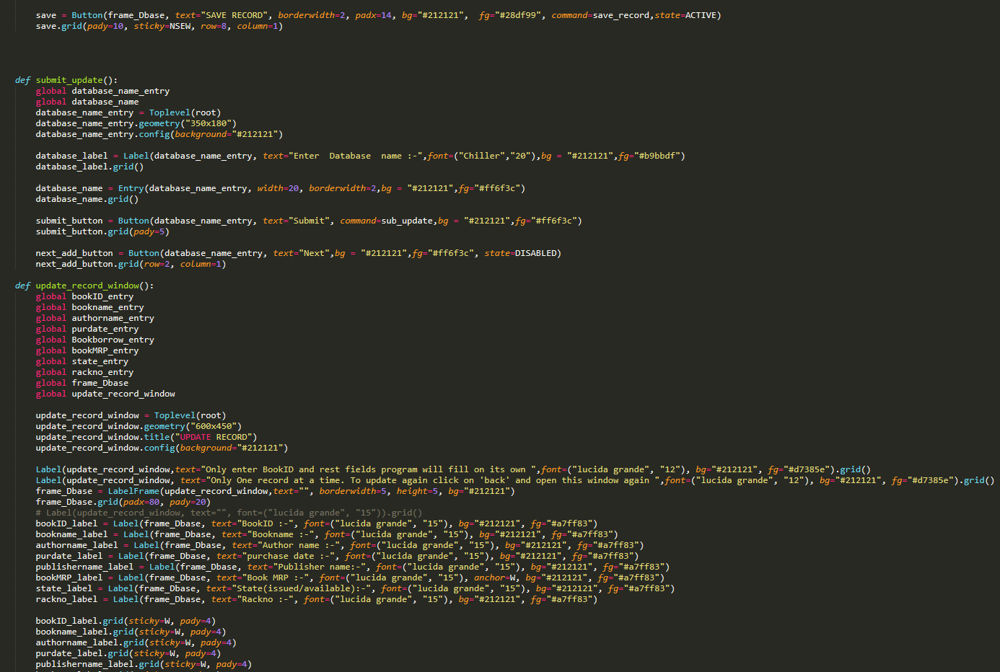 save = Button(frame_Dbase, text="SAVE RECORD", borderwidth=2, padx=14, bg="#212121",  fg="#28df99", command=save_record,state=ACTIVE)
save.grid(pady=10, sticky=NSEW, row=8, column=1)
def submit_update():
global database_name_entry
global database_name
database_name_entry = Toplevel(root)
database_name_entry.geometry("350x180")
database_name_entry.config(background="#212121")
database_label = Label(database_name_entry, text="Enter  Database  name :-",font=("Chiller","20"),bg = "#212121",fg="#b9bbdf")
database_label.grid()
database_name = Entry(database_name_entry, width=20, borderwidth=2,bg = "#212121",fg="#ff6f3c")
database_name.grid()
submit_button = Button(database_name_entry, text="Submit", command=sub_update,bg = "#212121",fg="#ff6f3c")
submit_button.grid(pady=5)
next_add_button = Button(database_name_entry, text="Next",bg = "#212121",fg="#ff6f3c", state=DISABLED)
next_add_button.grid(row=2, column=1)
def update_record_window():
global bookID_entry
global bookname_entry
global authorname_entry
global purdate_entry
global Bookborrow_entry
global bookMRP_entry
global state_entry
global rackno_entry
global frame_Dbase
global update_record_window
update_record_window = Toplevel(root)
update_record_window.geometry("600x450")
update_record_window.title("UPDATE RECORD")
update_record_window.config(background="#212121")
Label(update_record_window,text="Only enter BookID and rest fields program will fill on its own ",font=("lucida grande", "12"), bg="#212121", fg="#d7385e").grid()
Label(update_record_window, text="Only One record at a time. To update again click on 'back' and open this window again ",font=("lucida grande", "12"), bg="#212121", fg="#d7385e").grid()
frame_Dbase = LabelFrame(update_record_window,text="", borderwidth=5, height=5, bg="#212121")
frame_Dbase.grid(padx=80, pady=20)
# Label(update_record_window, text="", font=("lucida grande", "15")).grid()
bookID_label = Label(frame_Dbase, text="BookID :-", font=("lucida grande", "15"), bg="#212121", fg="#a7ff83")
bookname_label = Label(frame_Dbase, text="Bookname :-", font=("lucida grande", "15"), bg="#212121", fg="#a7ff83")
authorname_label = Label(frame_Dbase, text="Author name :-", font=("lucida grande", "15"), bg="#212121", fg="#a7ff83")
purdate_label = Label(frame_Dbase, text="purchase date :-", font=("lucida grande", "15"), bg="#212121", fg="#a7ff83")
publishername_label = Label(frame_Dbase, text="Publisher name:-", font=("lucida grande", "15"), bg="#212121", fg="#a7ff83")
bookMRP_label = Label(frame_Dbase, text="Book MRP :-", font=("lucida grande", "15"), anchor=W, bg="#212121", fg="#a7ff83")
state_label = Label(frame_Dbase, text="State(issued/available):-", font=("lucida grande", "15"), bg="#212121", fg="#a7ff83")
rackno_label = Label(frame_Dbase, text="Rackno :-", font=("lucida grande", "15"), bg="#212121", fg="#a7ff83")
bookID_label.grid(sticky=W, pady=4)
bookname_label.grid(sticky=W, pady=4)
authorname_label.grid(sticky=W, pady=4)
purdate_label.grid(sticky=W, pady=4)
publishername_label.grid(sticky=W, pady=4)